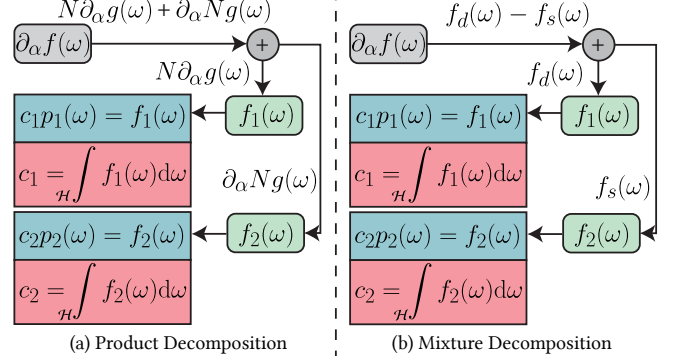 N∂αg(ω) + ∂αNg(ω)
∂αf(ω)
+
N∂αg(ω)
f1(ω)
c1p1(ω) = f1(ω)
c1 = ∫H f1(ω)dω
∂αNg(ω)
f2(ω)
c2p2(ω) = f2(ω)
c2 = ∫H f2(ω)dω
(a) Product Decomposition
fd(ω) − fs(ω)
∂αf(ω)
+
fd(ω)
f1(ω)
c1p1(ω) = f1(ω)
c1 = ∫H f1(ω)dω
fs(ω)
f2(ω)
c2p2(ω) = f2(ω)
c2 = ∫H f2(ω)dω
(b) Mixture Decomposition